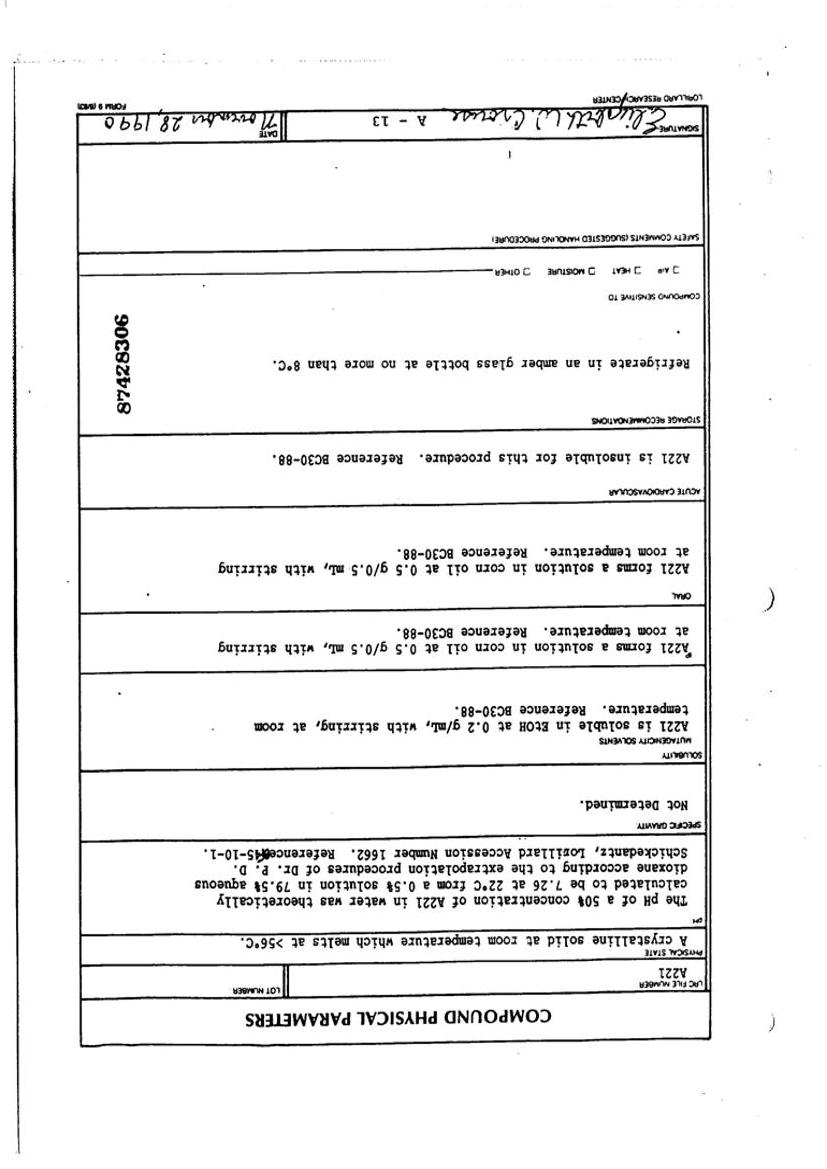 COMPOUND PHYSICAL PARAMETERS
LRC FILE NUMBER
A221
LOT NUMBER
PHYSICAL STATE
A crystalline solid at room temperature which melts at >56°C.
pH
The pH of a 50% concentration of A221 in water was theoretically
calculated to be 7.26 at 22°C from a 0.5% solution in 79.5% aqueous
dioxane according to the extrapolation procedures of Dr. P. D.
Schickedantz, Lorillard Accession Number 1662. Reference 45-10-1.
SPECIFIC GRAVITY
Not Determined.
SOLUBILITY
MUTAGENCITY SOLVENTS
A221 is soluble in EtOH at 0.2 g/mL, with stirring, at room
temperature. Reference BC30-88.
A221 forms a solution in corn oil at 0.5 g/0.5 mL, with stirring
at room temperature. Reference BC30-88.
ORAL
A221 forms a solution in corn oil at 0.5 g/0.5 mL, with stirring
at room temperature. Reference BC30-88.
ACUTE CARDIOVASCULAR
A221 is insoluble for this procedure. Reference BC30-88.
STORAGE RECOMMENDATIONS
Refrigerate in an amber glass bottle at no more than 8°C.
87428306
COMPOUND SENSITIVE TO
AIR HEAT MOISTURE OTHER
SAFETY COMMENTS (SUGGESTED HANDLING PROCEDURE)
SIGNATURE Elizabeth W. Crouse A - 13
DATE November 28, 1990
LORILLARD RESEARCH CENTER
FORM 9 (8/83)